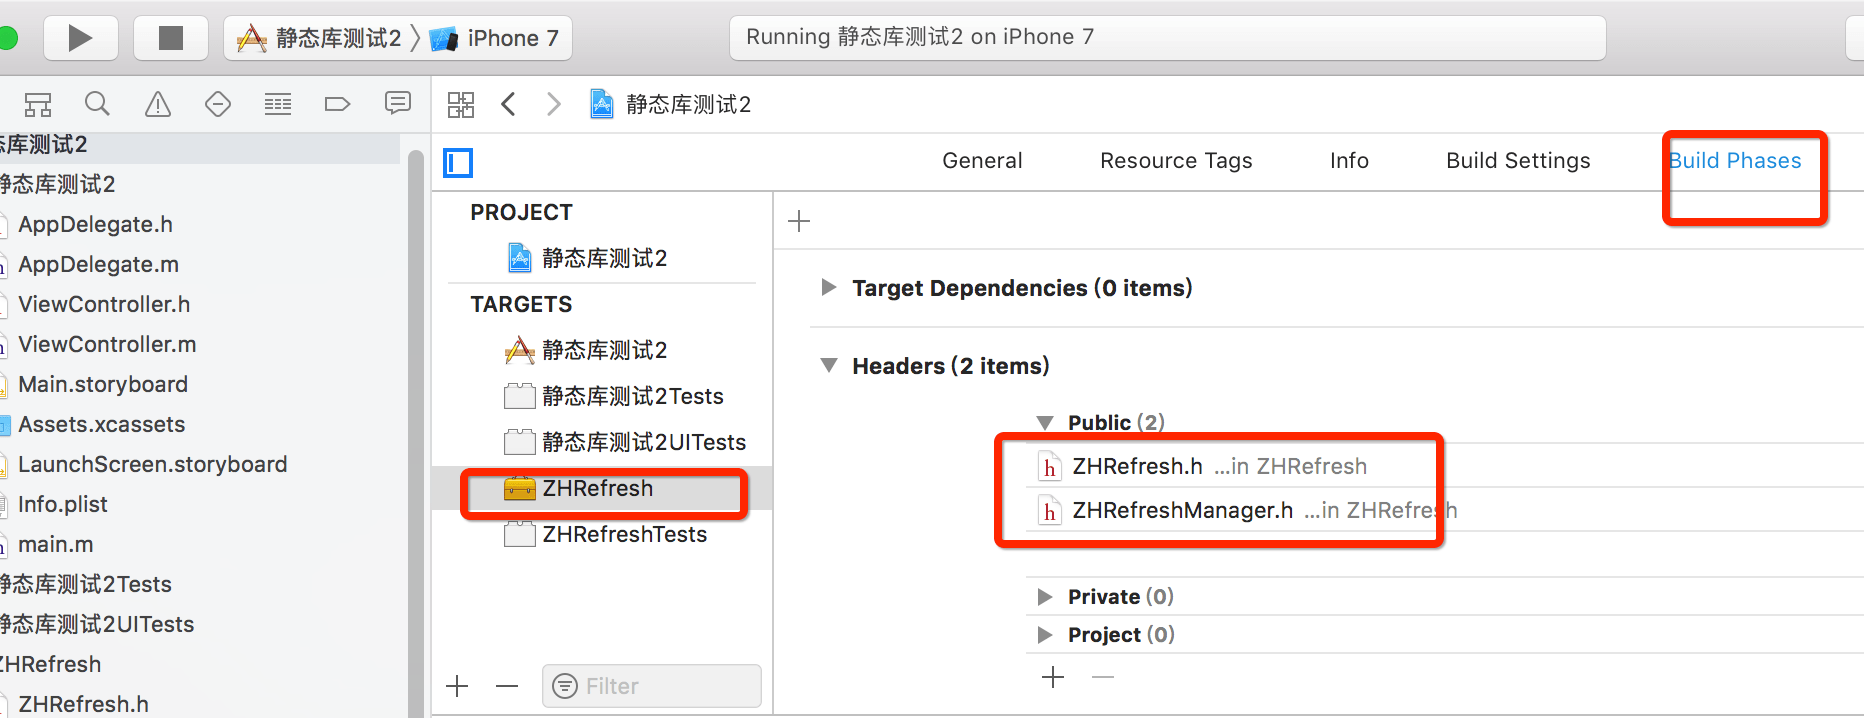 静态库测试2 iPhone 7
Running 静态库测试2 on iPhone 7
静态库测试2
General Resource Tags Info Build Settings Build Phases
态库测试2
静态库测试2
AppDelegate.h
AppDelegate.m
ViewController.h
ViewController.m
Main.storyboard
Assets.xcassets
LaunchScreen.storyboard
Info.plist
main.m
静态库测试2Tests
静态库测试2UITests
ZHRefresh
ZHRefresh.h
PROJECT
静态库测试2
TARGETS
静态库测试2
静态库测试2Tests
静态库测试2UITests
ZHRefresh
ZHRefreshTests
Filter
Target Dependencies (0 items)
Headers (2 items)
Public (2)
h ZHRefresh.h ...in ZHRefresh
h ZHRefreshManager.h ...in ZHRefresh
Private (0)
Project (0)